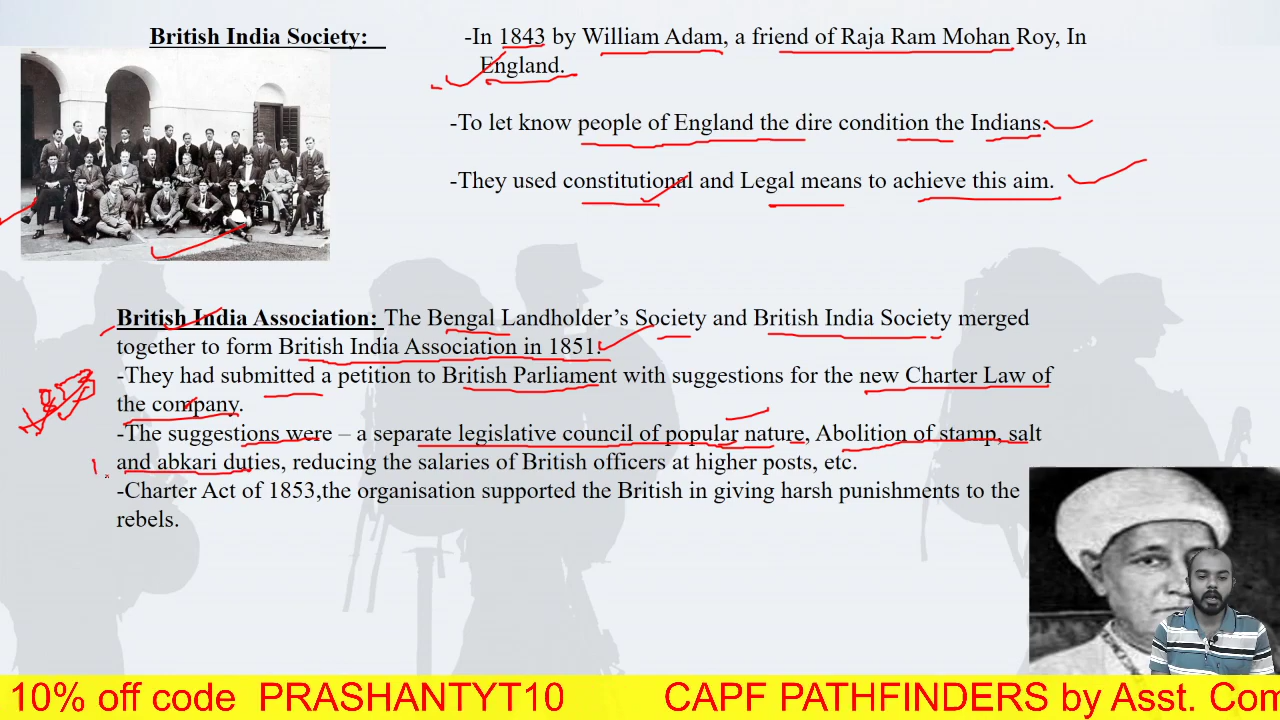 British India Society:
-In 1843 by William Adam, a friend of Raja Ram Mohan Roy, In
England.
-To let know people of England the dire condition the Indians.
-They used constitutional and Legal means to achieve this aim.
British India Association: The Bengal Landholder’s Society and British India Society merged
together to form British India Association in 1851.
-They had submitted a petition to British Parliament with suggestions for the new Charter Law of
the company.
-The suggestions were – a separate legislative council of popular nature, Abolition of stamp, salt
and abkari duties, reducing the salaries of British officers at higher posts, etc.
-Charter Act of 1853,the organisation supported the British in giving harsh punishments to the
rebels.
10% off code PRASHANTYT10 CAPF PATHFINDERS by Asst. Com